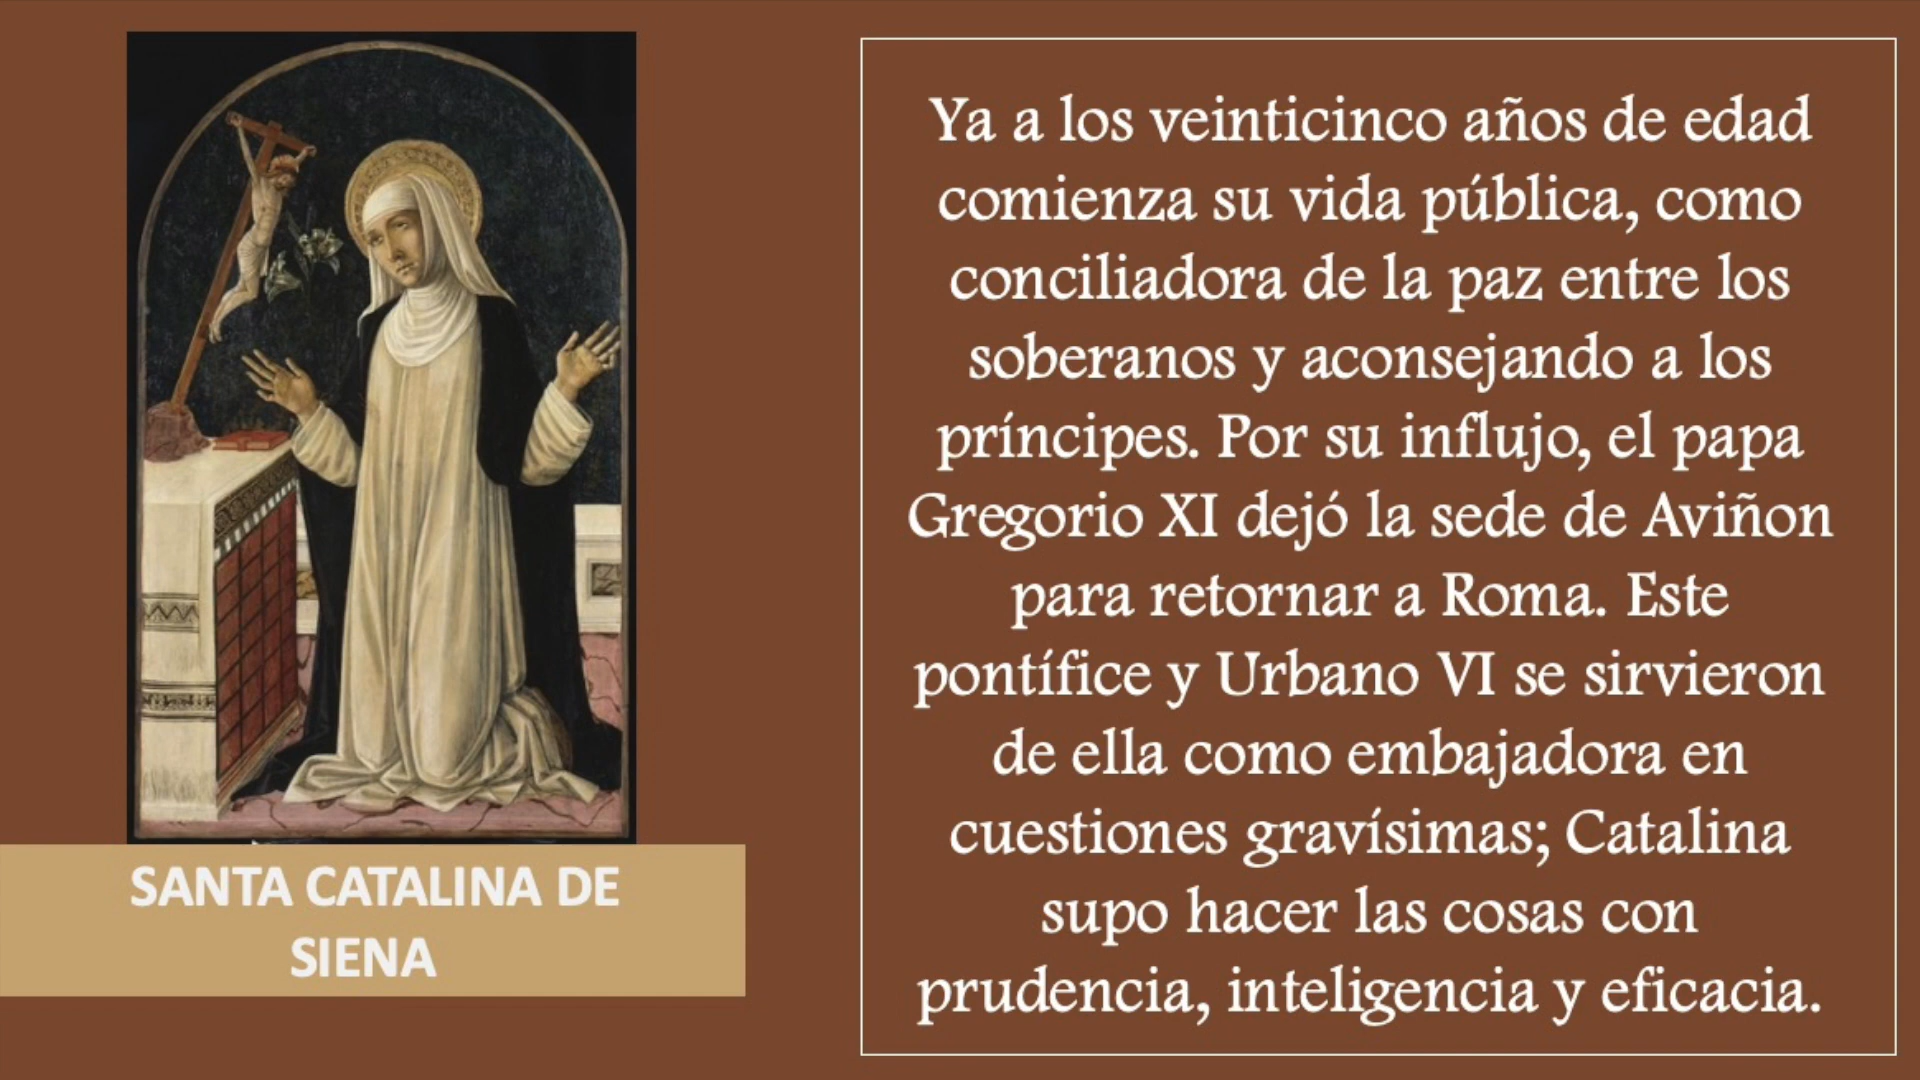 SANTA CATALINA DE
SIENA
Ya a los veinticinco años de edad
comienza su vida pública, como
conciliadora de la paz entre los
soberanos y aconsejando a los
príncipes. Por su influjo, el papa
Gregorio XI dejó la sede de Aviñon
para retornar a Roma. Este
pontífice y Urbano VI se sirvieron
de ella como embajadora en
cuestiones gravísimas; Catalina
supo hacer las cosas con
prudencia, inteligencia y eficacia.